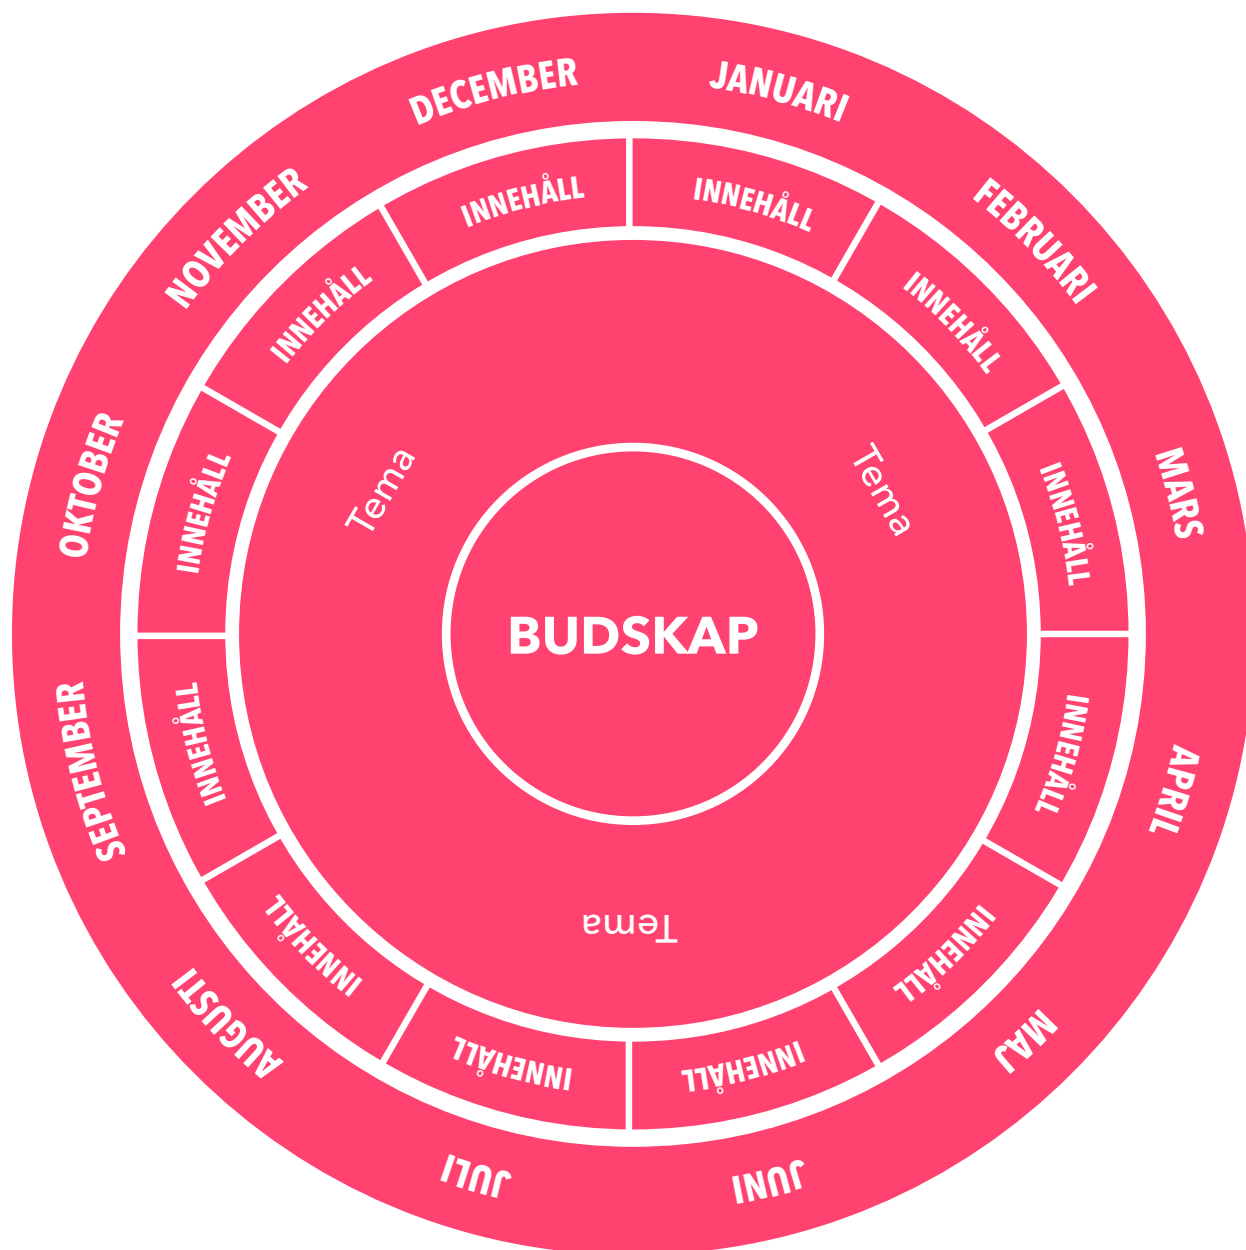 JANUARI
FEBRUARI
MARS
APRIL
MAJ
JUNI
JULI
AUGUSTI
SEPTEMBER
OKTOBER
NOVEMBER
DECEMBER
INNEHÅLL
INNEHÅLL
INNEHÅLL
INNEHÅLL
INNEHÅLL
INNEHÅLL
INNEHÅLL
INNEHÅLL
INNEHÅLL
INNEHÅLL
INNEHÅLL
INNEHÅLL
Tema
Tema
Tema
BUDSKAP